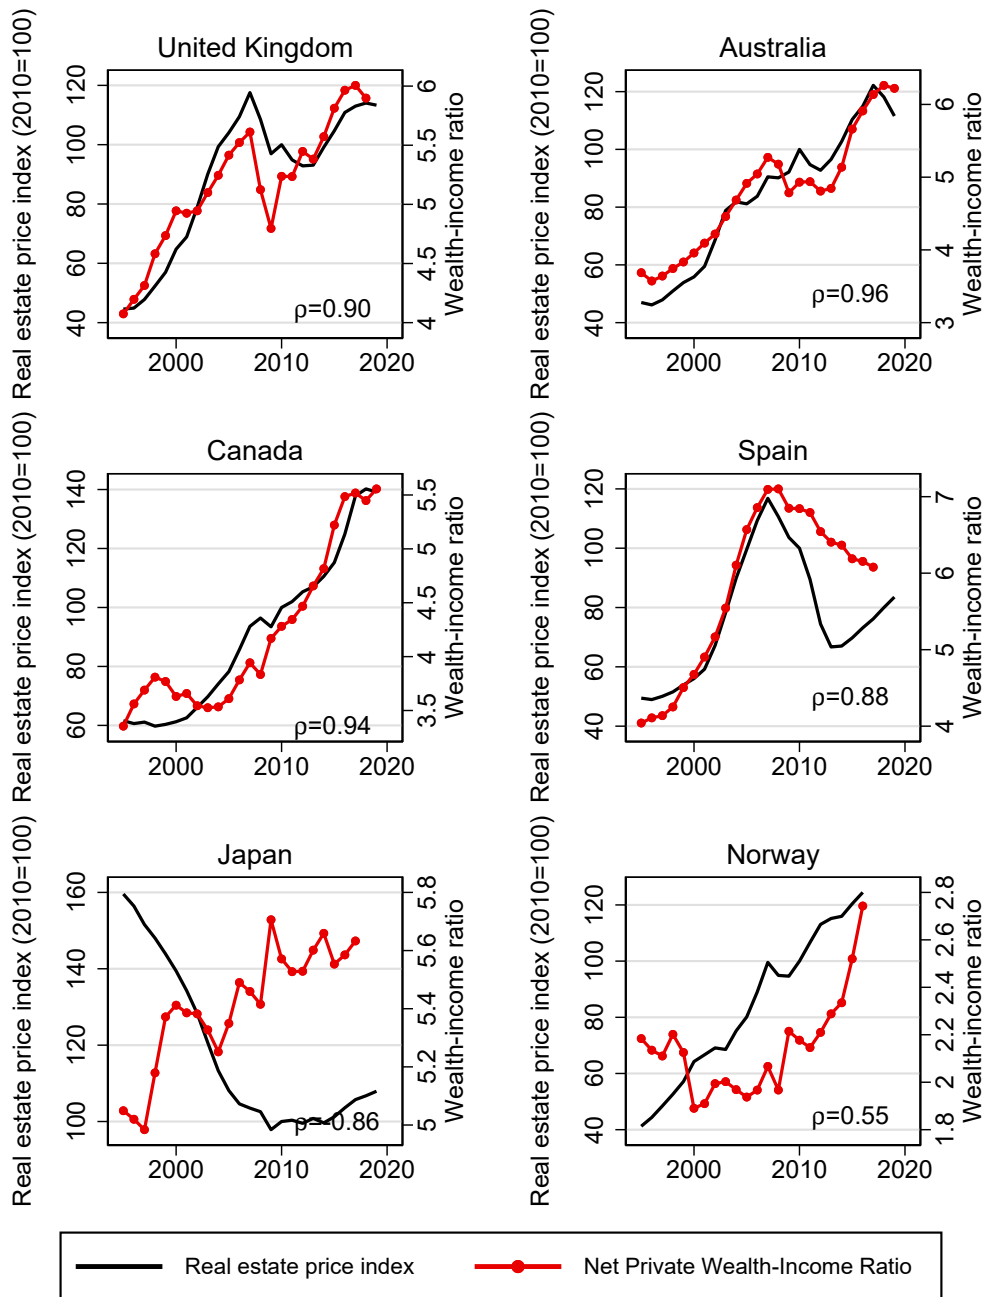 United Kingdom
Real estate price index (2010=100)
120
100
80
60
40
6
5.5
5
4.5
4
Wealth-income ratio
ρ=0.90
2000 2010 2020
Australia
Real estate price index (2010=100)
120
100
80
60
40
6
5
4
3
Wealth-income ratio
ρ=0.96
2000 2010 2020
Canada
Real estate price index (2010=100)
140
120
100
80
60
5.5
5
4.5
4
3.5
Wealth-income ratio
ρ=0.94
2000 2010 2020
Spain
Real estate price index (2010=100)
120
100
80
60
40
7
6
5
4
Wealth-income ratio
ρ=0.88
2000 2010 2020
Japan
Real estate price index (2010=100)
160
140
120
100
5.8
5.6
5.4
5.2
5
Wealth-income ratio
ρ=-0.86
2000 2010 2020
Norway
Real estate price index (2010=100)
120
100
80
60
40
2.8
2.6
2.4
2.2
2
1.8
Wealth-income ratio
ρ=0.55
2000 2010 2020
Real estate price index Net Private Wealth-Income Ratio